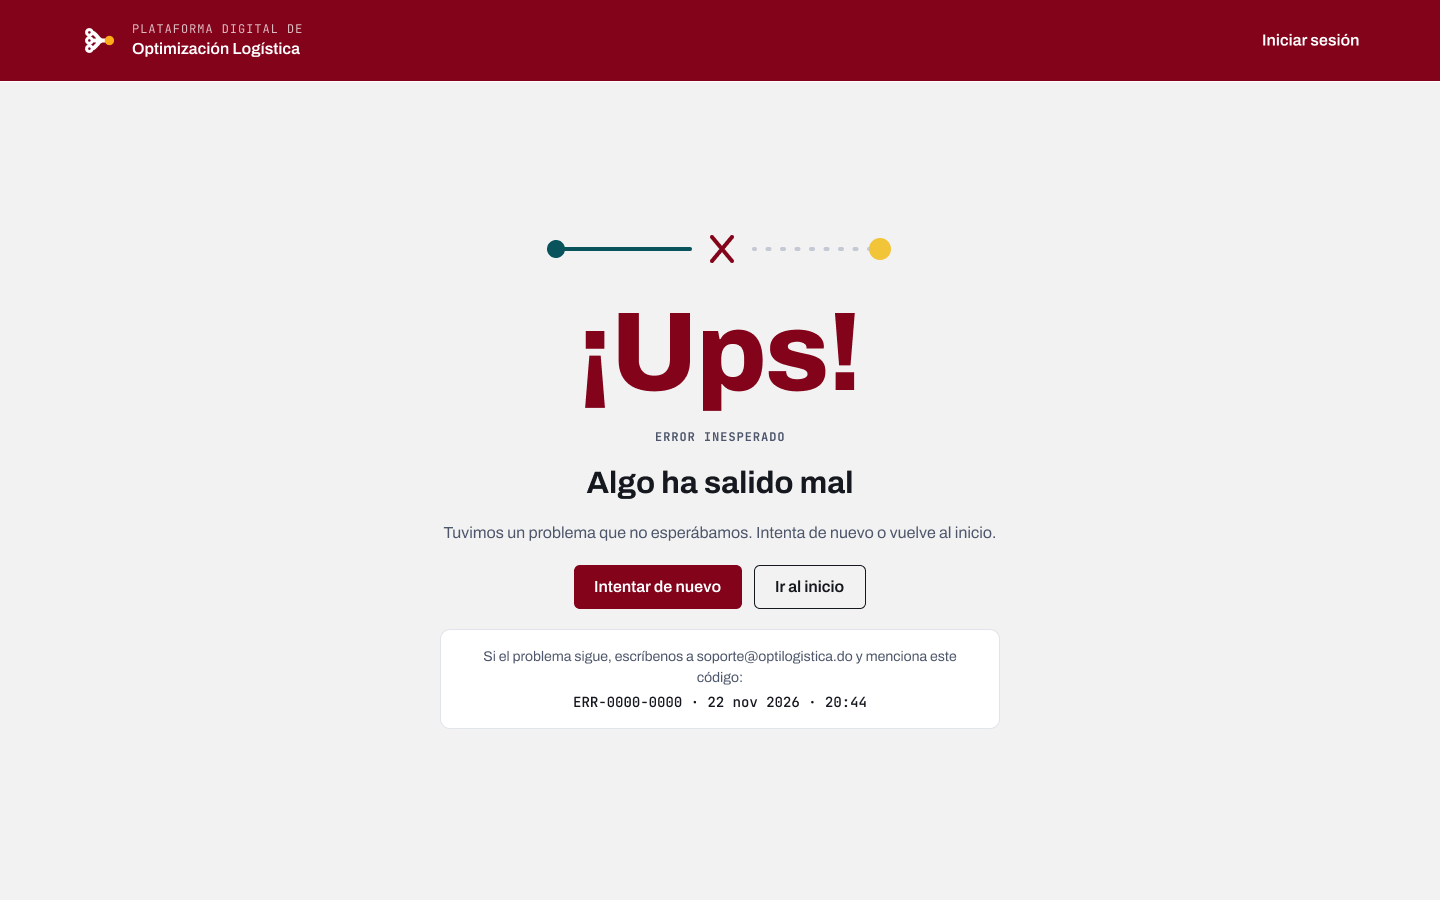 PLATAFORMA DIGITAL DE
Optimización Logística
Iniciar sesión
¡Ups!
ERROR INESPERADO
Algo ha salido mal
Tuvimos un problema que no esperábamos. Intenta de nuevo o vuelve al inicio.
Intentar de nuevo
Ir al inicio
Si el problema sigue, escríbenos a soporte@optilogistica.do y menciona este
código:
ERR-0000-0000 · 22 nov 2026 · 20:44